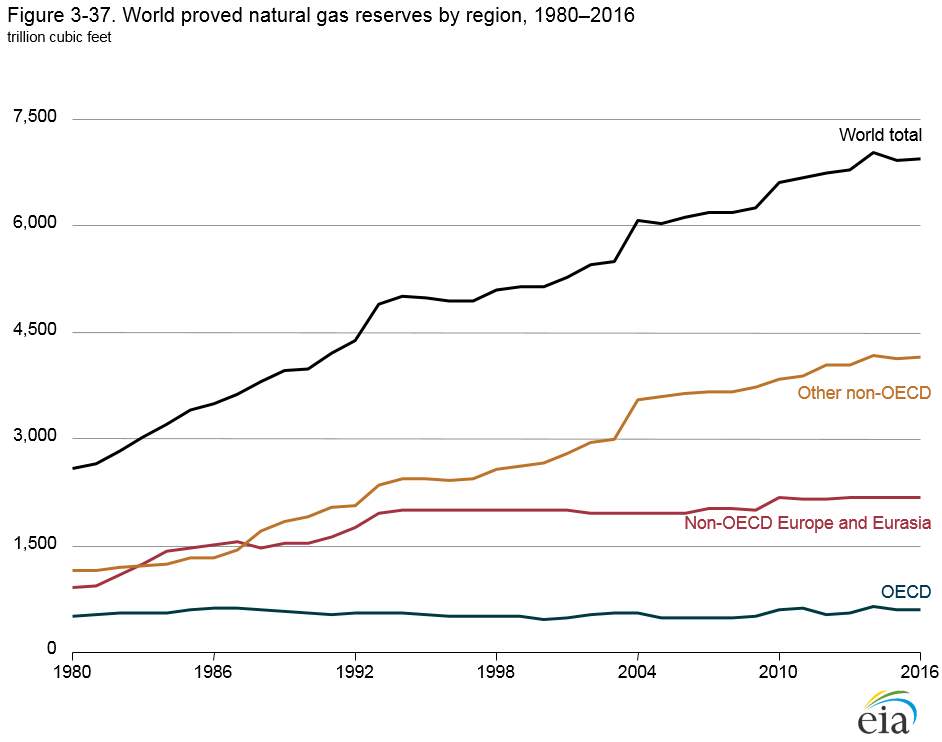 Figure 3-37. World proved natural gas reserves by region, 1980–2016
trillion cubic feet
7,500
World total
6,000
4,500
Other non-OECD
3,000
Non-OECD Europe and Eurasia
1,500
OECD
0
1980 1986 1992 1998 2004 2010 2016
eia